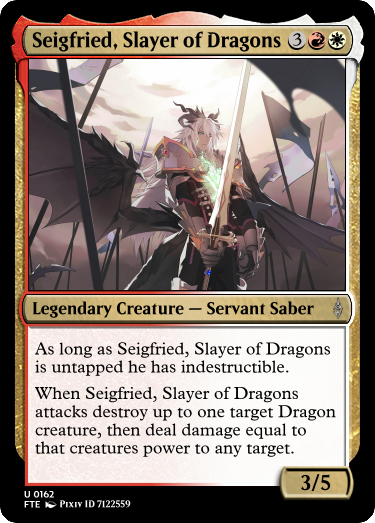 Seigfried, Slayer of Dragons 3
Legendary Creature — Servant Saber
As long as Seigfried, Slayer of Dragons
is untapped he has indestructible.
When Seigfried, Slayer of Dragons
attacks destroy up to one target Dragon
creature, then deal damage equal to
that creatures power to any target.
3/5
U 0162
FTE Pixiv ID 7122559